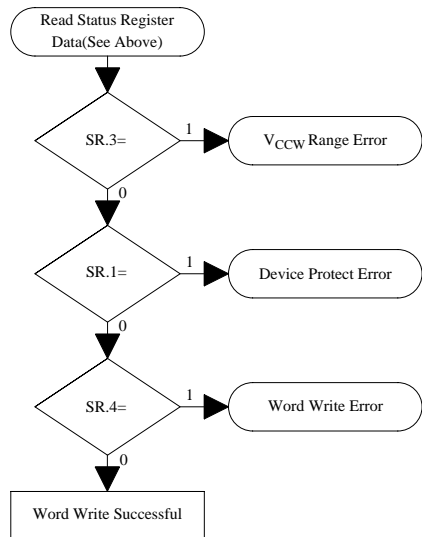 Read Status Register
Data(See Above)
SR.3=
1
V_CCW Range Error
0
SR.1=
1
Device Protect Error
0
SR.4=
1
Word Write Error
0
Word Write Successful